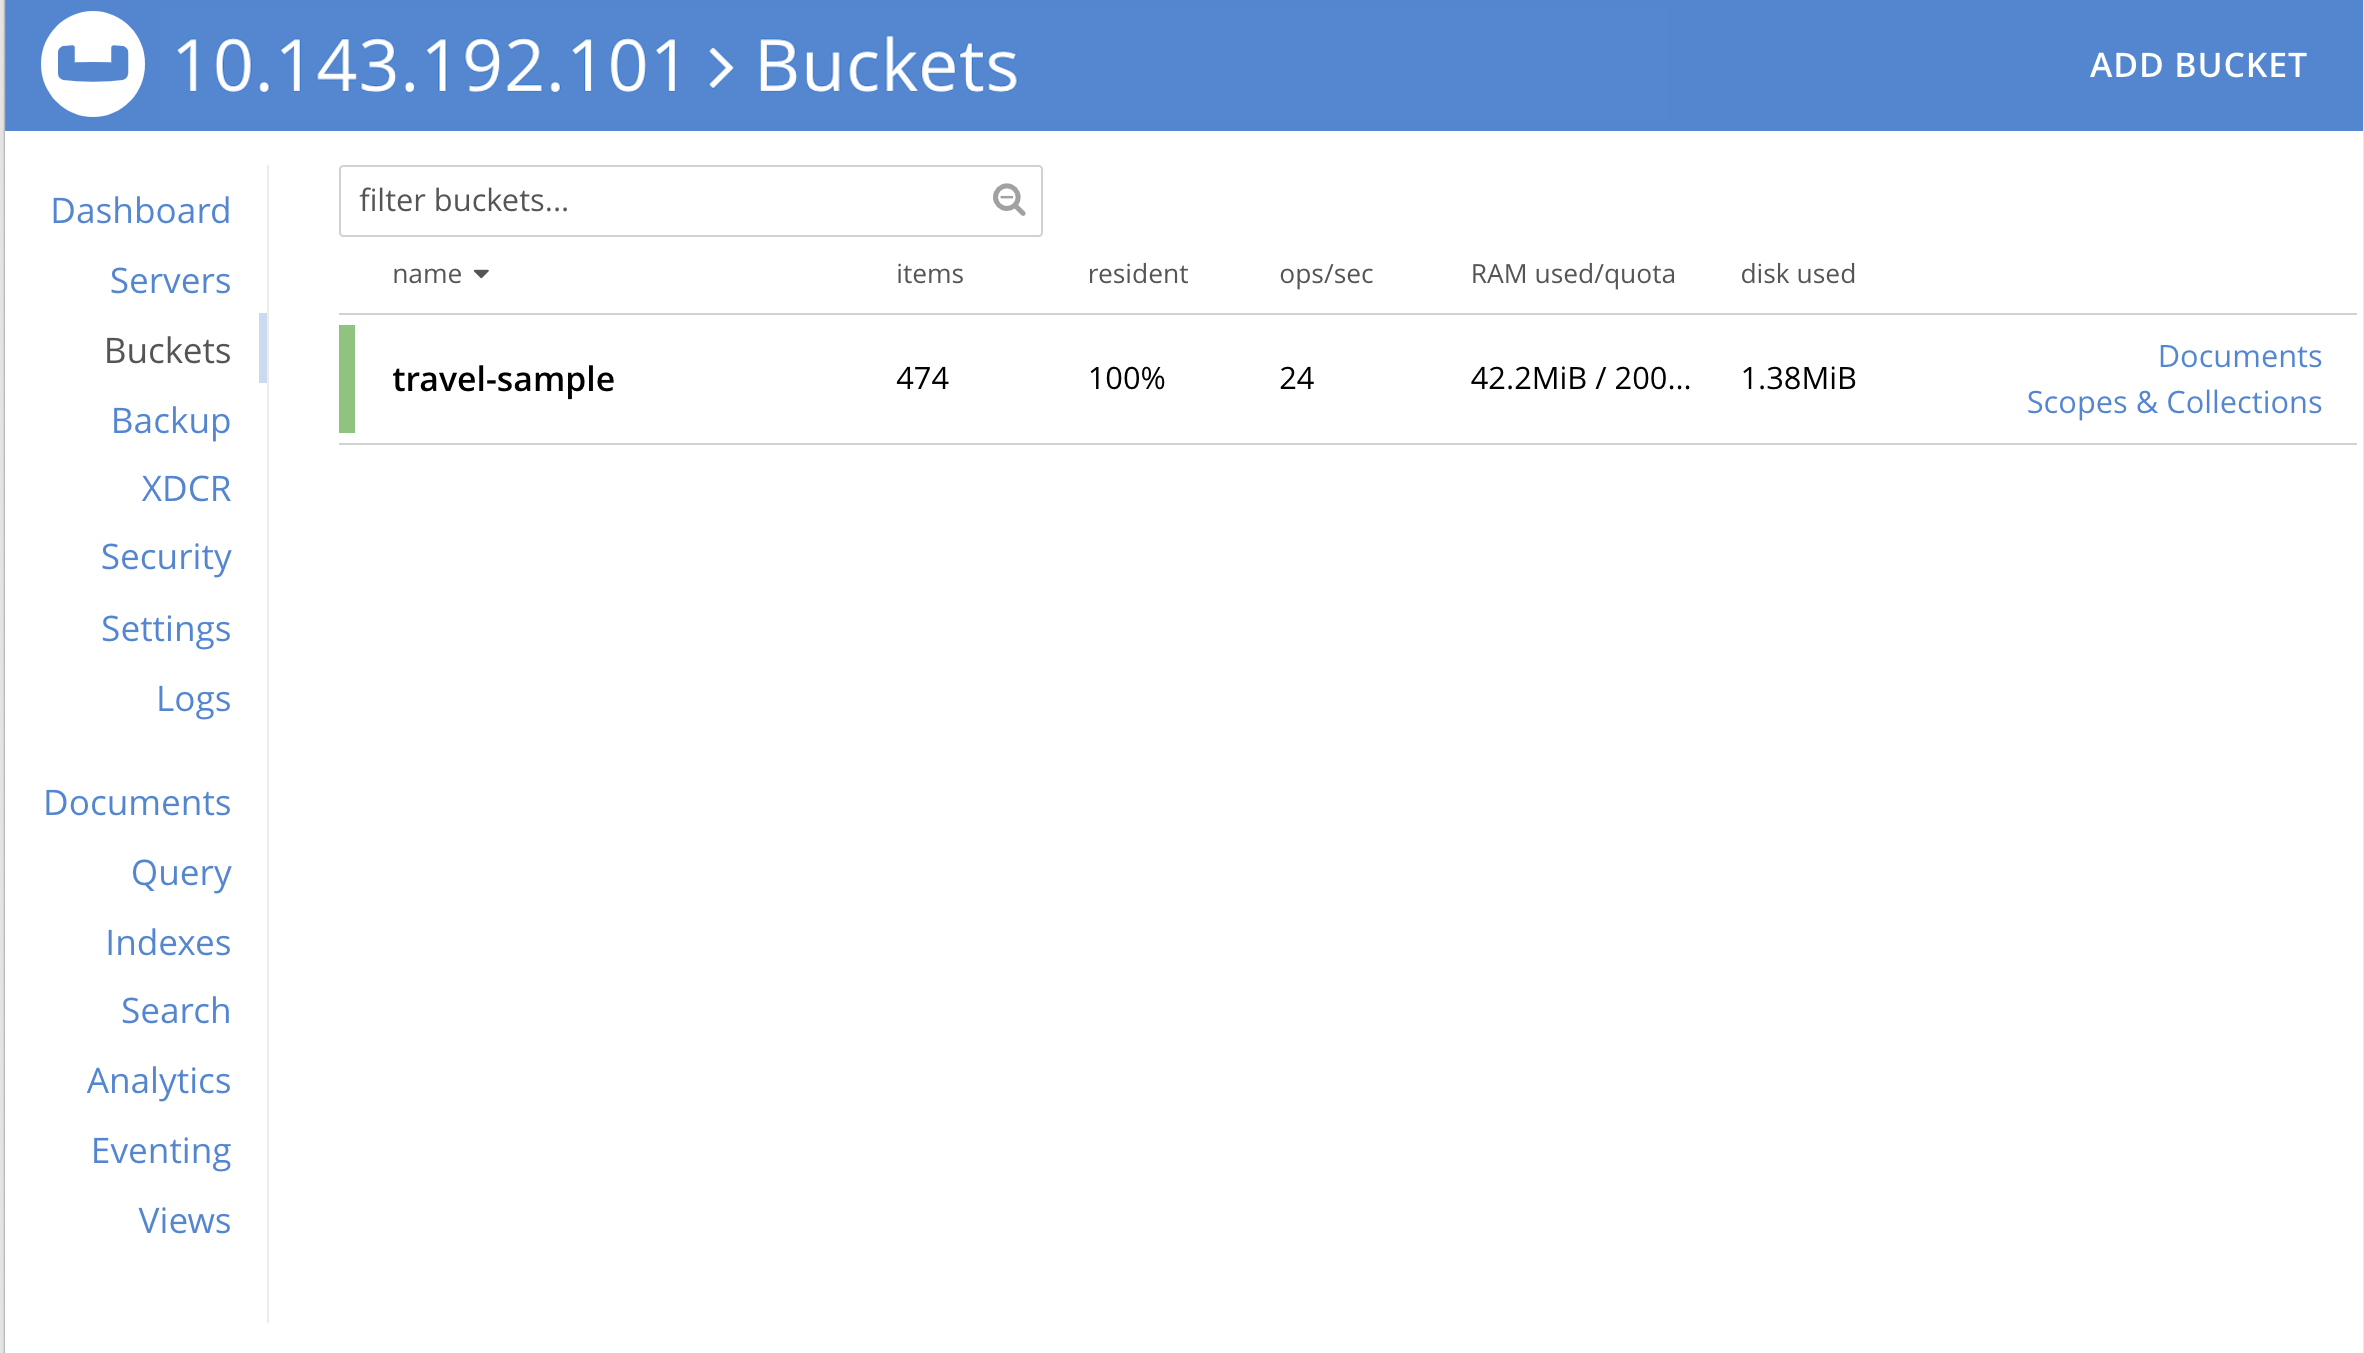 10.143.192.101 > Buckets
ADD BUCKET
Dashboard
Servers
Buckets
Backup
XDCR
Security
Settings
Logs
Documents
Query
Indexes
Search
Analytics
Eventing
Views
filter buckets...
name items resident ops/sec RAM used/quota disk used
travel-sample 474 100% 24 42.2MiB / 200... 1.38MiB
Documents
Scopes & Collections